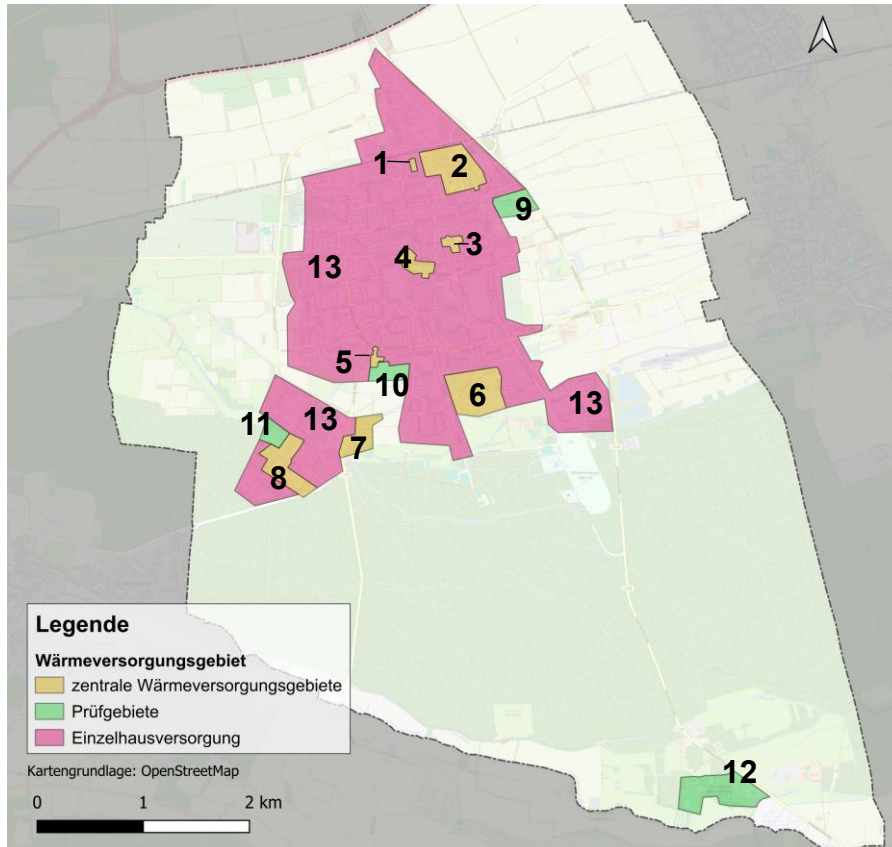 1
2
9
3
4
13
5
10
6
13
13
11
7
8
12
Legende
Wärmeversorgungsgebiet
zentrale Wärmeversorgungsgebiete
Prüfgebiete
Einzelhausversorgung
Kartengrundlage: OpenStreetMap
0 1 2 km